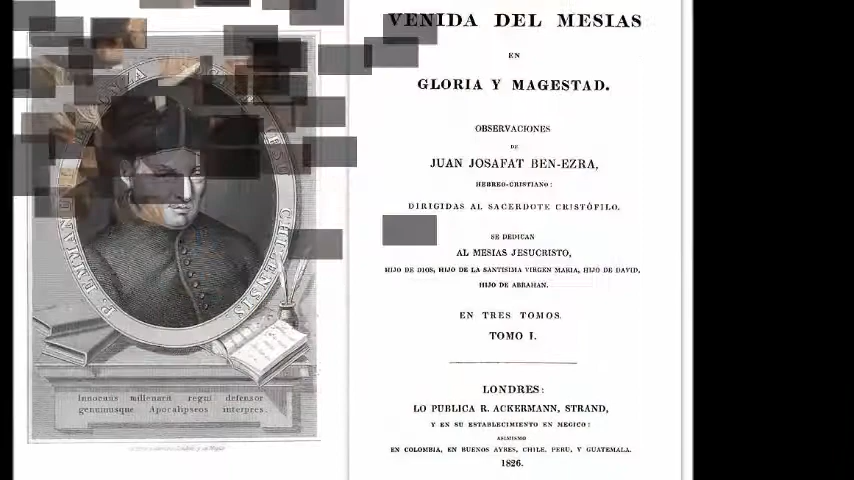 P. EMMANUEL
CHILENSIS.
Innocuus millenarii regni defensor
genuinusque Apocalipseos interpres.
VENIDA DEL MESIAS
EN
GLORIA Y MAGESTAD.
OBSERVACIONES
DE
JUAN JOSAFAT BEN-EZRA,
HEBREO-CRISTIANO:
DIRIGIDAS AL SACERDOTE CRISTÓFILO.
SE DEDICAN
AL MESIAS JESUCRISTO,
HIJO DE DIOS, HIJO DE LA SANTISIMA VIRGEN MARIA, HIJO DE DAVID,
HIJO DE ABRAHAN.
EN TRES TOMOS.
TOMO I.
LONDRES:
LO PUBLICA R. ACKERMANN, STRAND,
Y EN SU ESTABLECIMIENTO EN MEGICO:
ASIMISMO
EN COLOMBIA, EN BUENOS AYRES, CHILE, PERU, Y GUATEMALA.
1826.